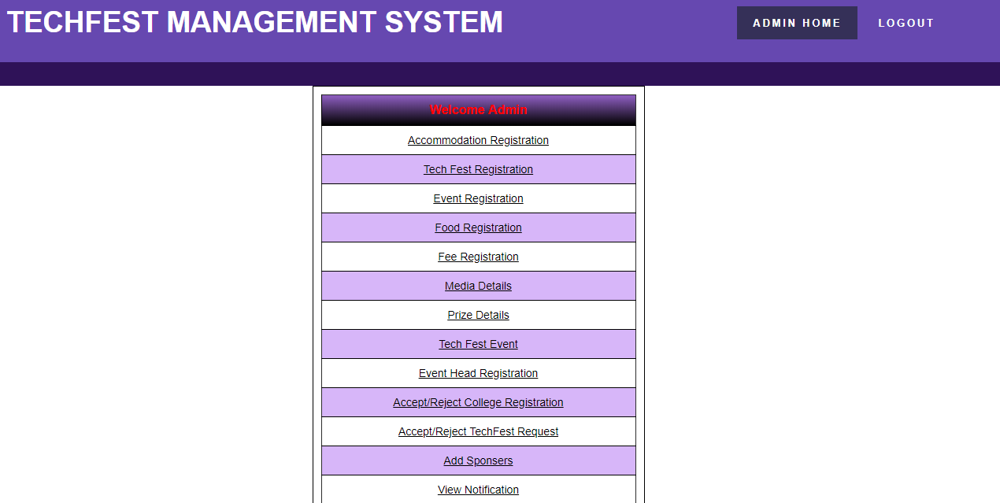 TECHFEST MANAGEMENT SYSTEM
ADMIN HOME
LOGOUT
Welcome Admin
Accommodation Registration
Tech Fest Registration
Event Registration
Food Registration
Fee Registration
Media Details
Prize Details
Tech Fest Event
Event Head Registration
Accept/Reject College Registration
Accept/Reject TechFest Request
Add Sponsers
View Notification